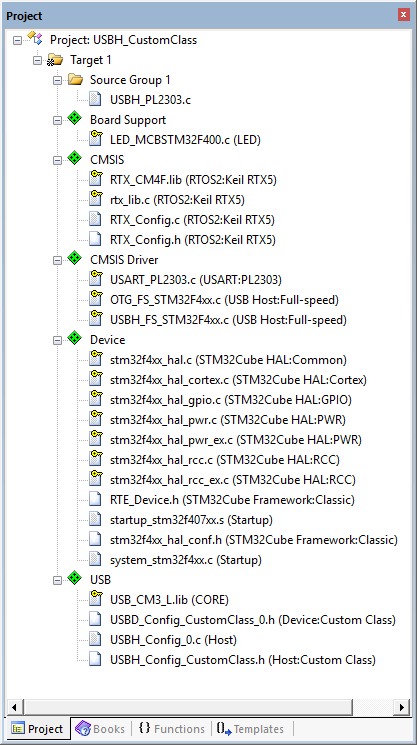 Project
Project: USBH_CustomClass
Target 1
Source Group 1
USBH_PL2303.c
Board Support
LED_MCBSTM32F400.c (LED)
CMSIS
RTX_CM4F.lib (RTOS2:Keil RTX5)
rtx_lib.c (RTOS2:Keil RTX5)
RTX_Config.c (RTOS2:Keil RTX5)
RTX_Config.h (RTOS2:Keil RTX5)
CMSIS Driver
USART_PL2303.c (USART:PL2303)
OTG_FS_STM32F4xx.c (USB Host:Full-speed)
USBH_FS_STM32F4xx.c (USB Host:Full-speed)
Device
stm32f4xx_hal.c (STM32Cube HAL:Common)
stm32f4xx_hal_cortex.c (STM32Cube HAL:Cortex)
stm32f4xx_hal_gpio.c (STM32Cube HAL:GPIO)
stm32f4xx_hal_pwr.c (STM32Cube HAL:PWR)
stm32f4xx_hal_pwr_ex.c (STM32Cube HAL:PWR)
stm32f4xx_hal_rcc.c (STM32Cube HAL:RCC)
stm32f4xx_hal_rcc_ex.c (STM32Cube HAL:RCC)
RTE_Device.h (STM32Cube Framework:Classic)
startup_stm32f407xx.s (Startup)
stm32f4xx_hal_conf.h (STM32Cube Framework:Classic)
system_stm32f4xx.c (Startup)
USB
USB_CM3_L.lib (CORE)
USBD_Config_CustomClass_0.h (Device:Custom Class)
USBH_Config_0.c (Host)
USBH_Config_CustomClass.h (Host:Custom Class)
Project Books {} Functions Templates